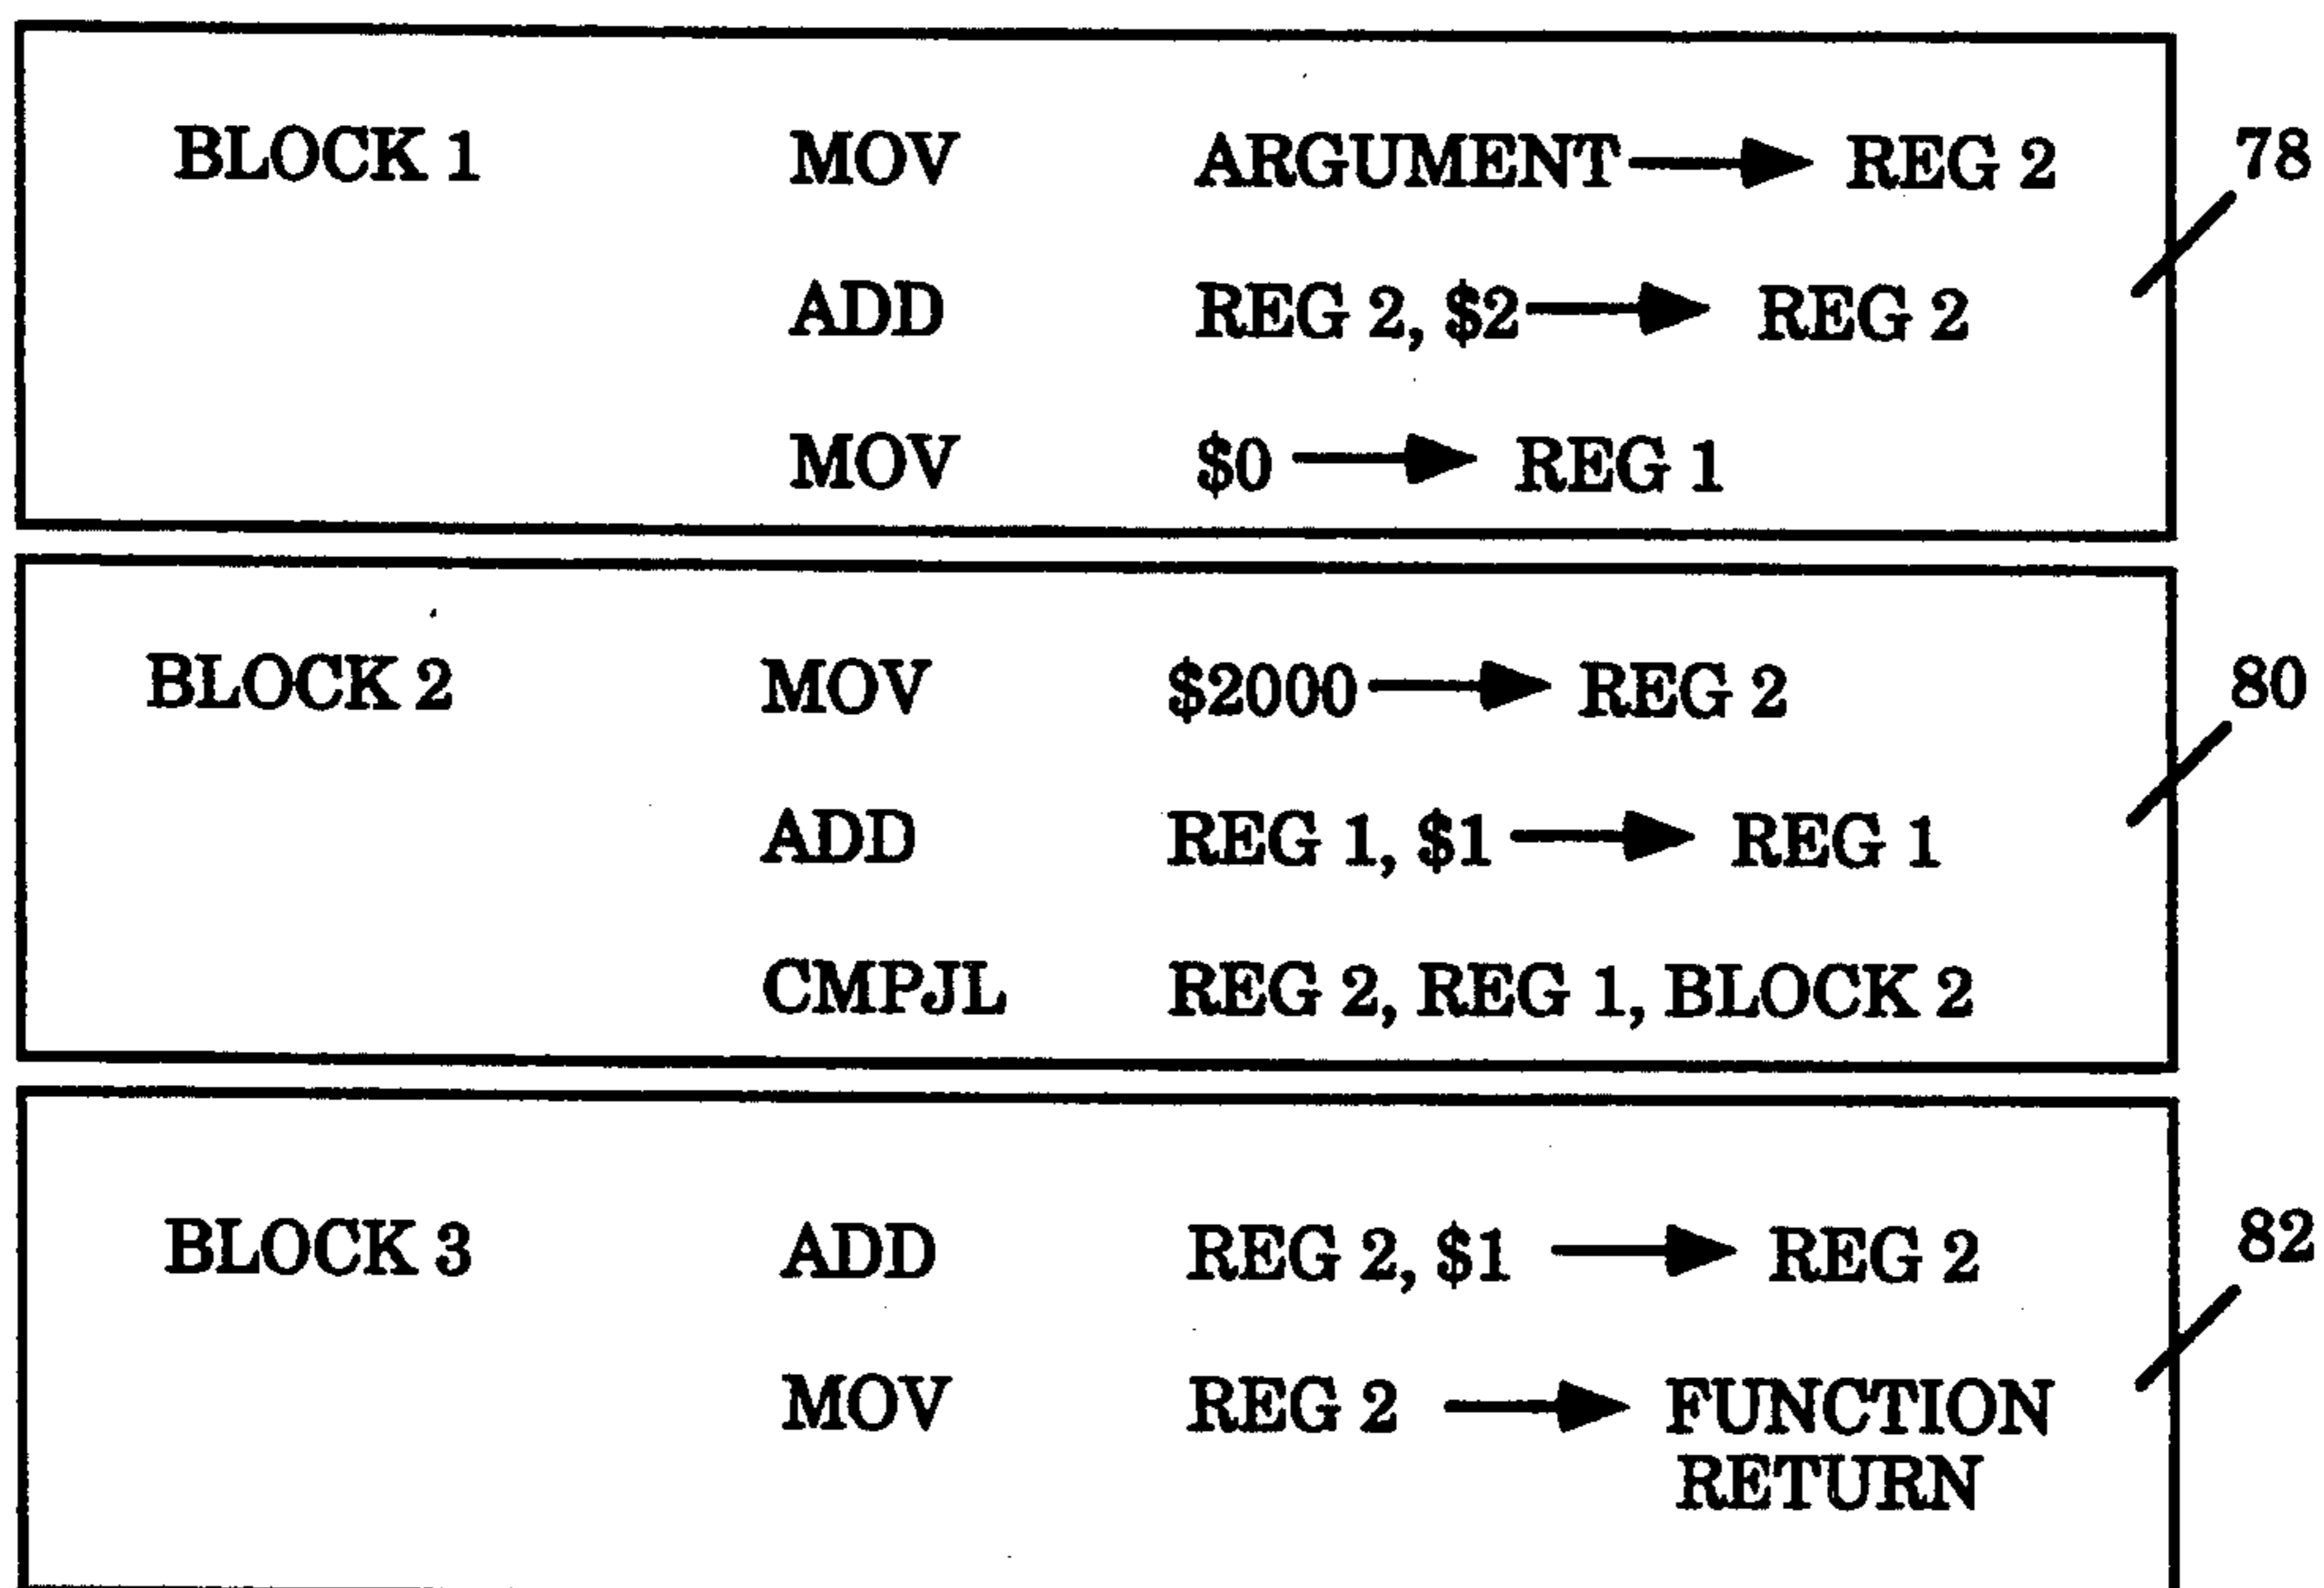 BLOCK 1 MOV ARGUMENT → REG 2 78
ADD REG 2, $2 → REG 2
MOV $0 → REG 1
BLOCK 2 MOV $2000 → REG 2 80
ADD REG 1, $1 → REG 1
CMPJL REG 2, REG 1, BLOCK 2
BLOCK 3 ADD REG 2, $1 → REG 2 82
MOV REG 2 → FUNCTION
RETURN